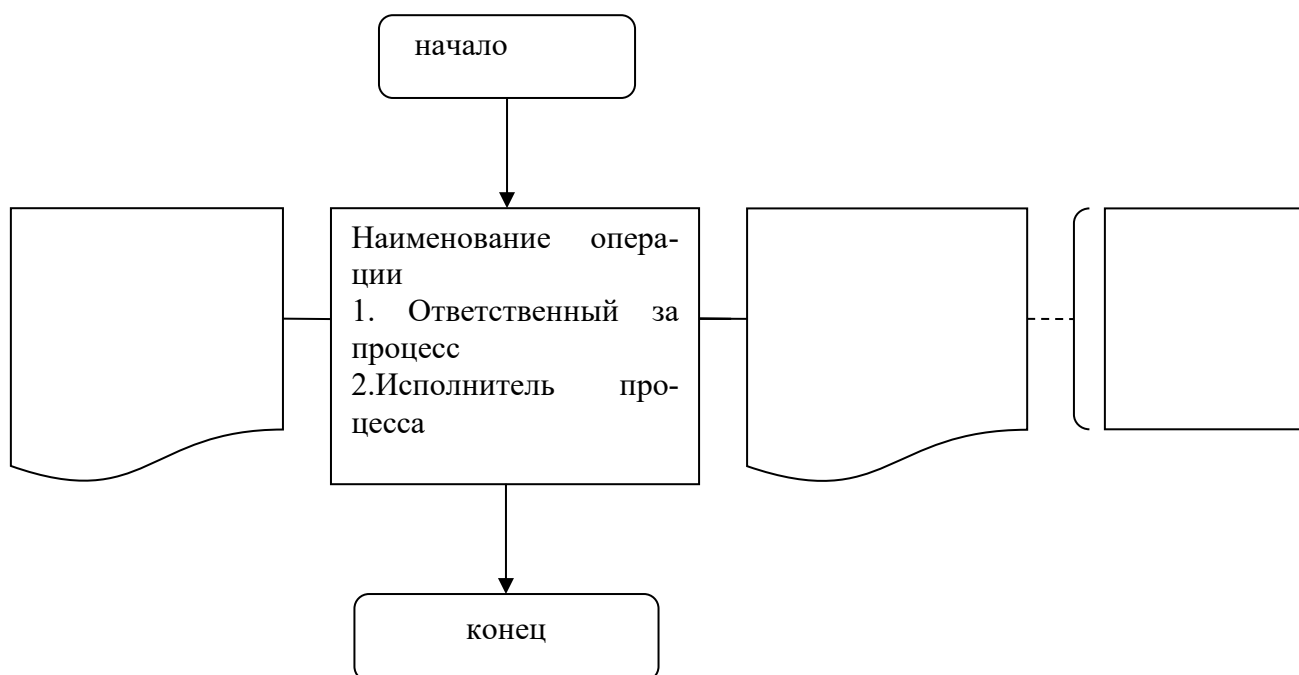 начало
Наименование опера-
ции
1. Ответственный за
процесс
2.Исполнитель про-
цесса
конец